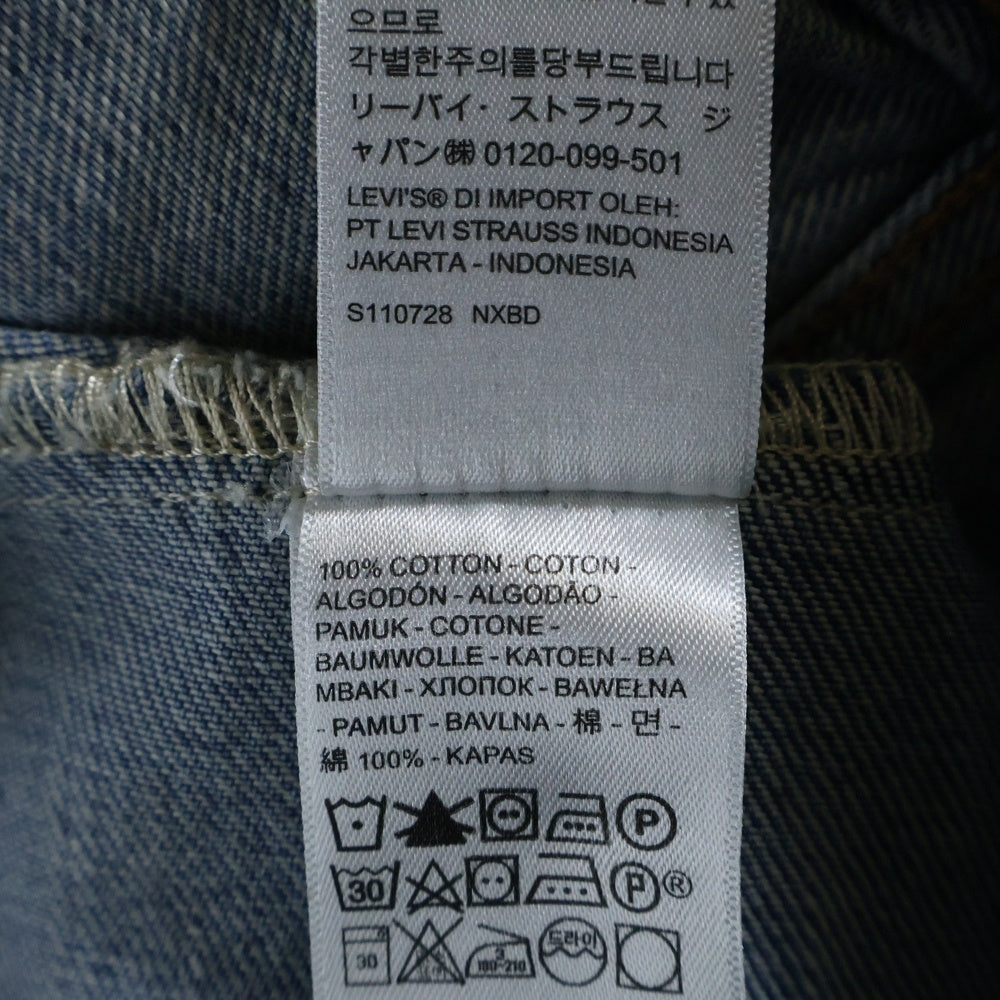 으므로
각별한주의를당부드립니다
リーバイ・ストラウス ジ
ャパン㈱ 0120-099-501
LEVI'S® DI IMPORT OLEH:
PT LEVI STRAUSS INDONESIA
JAKARTA - INDONESIA
S110728 NXBD
100% COTTON - COTON -
ALGODÓN - ALGODÃO -
PAMUK - COTONE -
BAUMWOLLE - KATOEN - BA
MBAKI - ХЛОПОК - BAWEŁNA
- PAMUT - BAVLNA - 棉 - 면 -
綿 100% - KAPAS
P
30 P ®
30 3 180-210 드라이